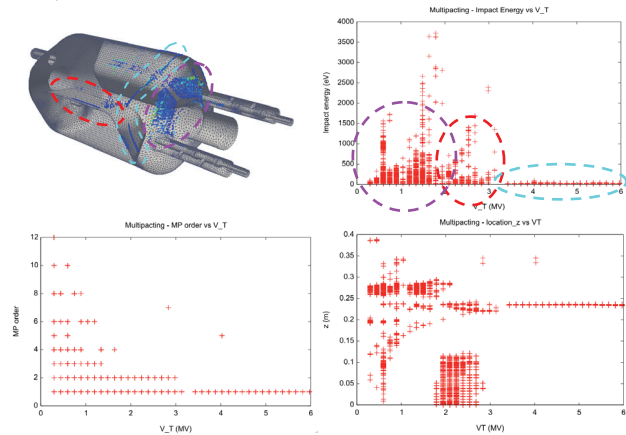 Multipacting - Impact Energy vs V_T
4000
3500
3000
2500
2000
1500
1000
500
0
Impact energy (eV)
0 1 2 3 4 5 6
V_T (MV)
Multipacting - MP order vs V_T
12
10
8
6
4
2
0
MP order
0 1 2 3 4 5 6
V_T (MV)
Multipacting - location_z vs VT
0.4
0.35
0.3
0.25
0.2
0.15
0.1
0.05
0
z (m)
0 1 2 3 4 5 6
VT (MV)